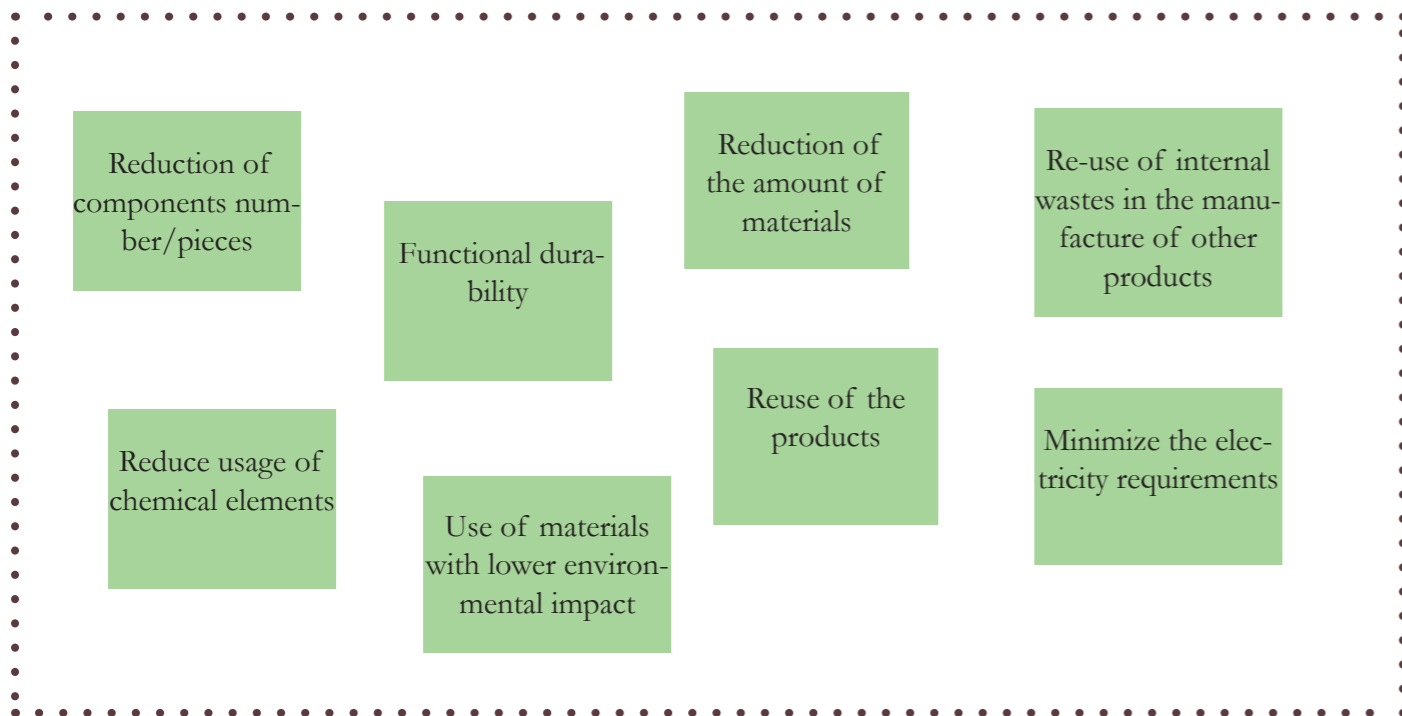 Reduction of
components num-
ber/pieces
Functional dura-
bility
Reduction of
the amount of
materials
Re-use of internal
wastes in the manu-
facture of other
products
Reduce usage of
chemical elements
Use of materials
with lower environ-
mental impact
Reuse of the
products
Minimize the elec-
tricity requirements